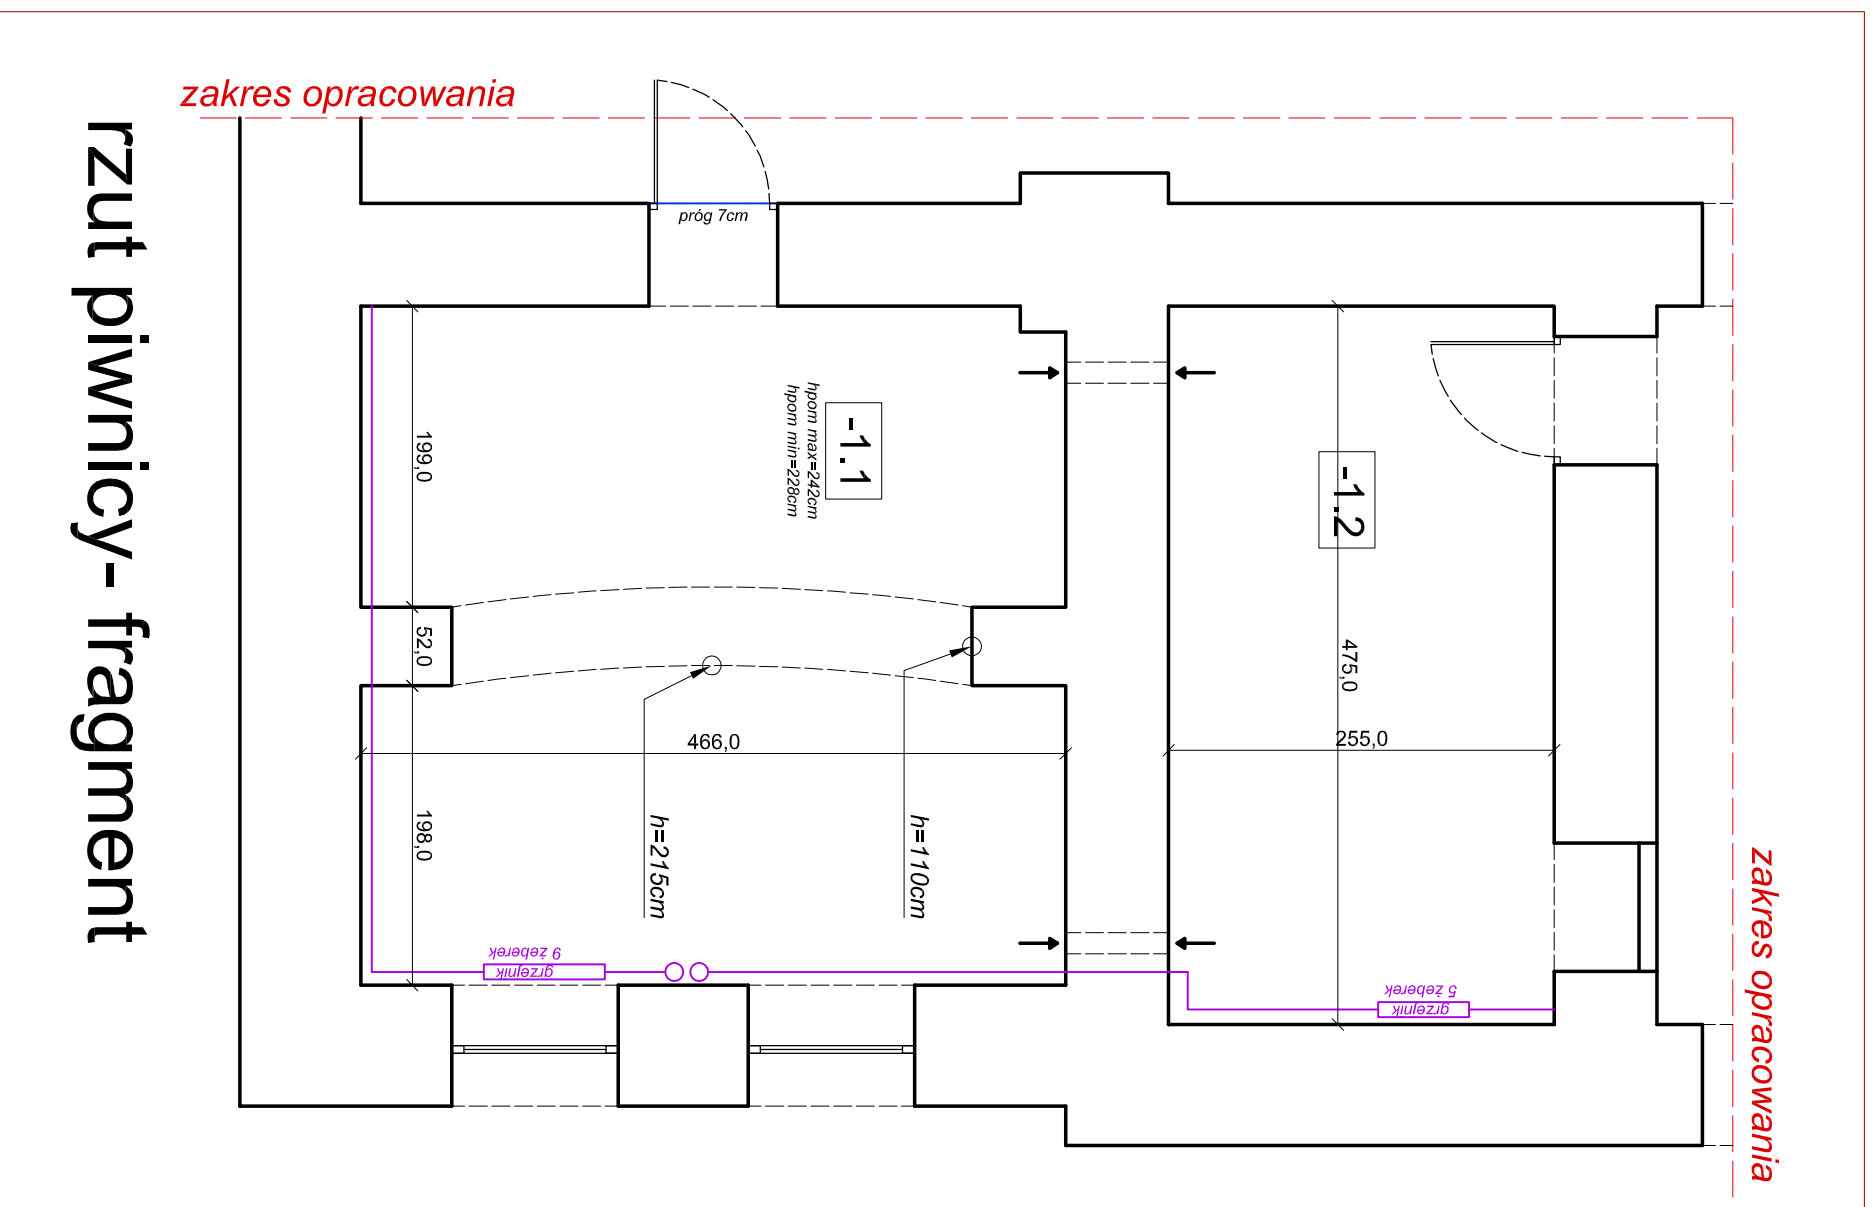 zakres opracowania
rzut piwnicy- fragment
próg 7cm
-1.1
hpom max=242cm
hpom min=228cm
-1.2
199,0
52,0
198,0
475,0
466,0
255,0
h=215cm
h=110cm
9 żeberek
grzejnik
5 żeberek
grzejnik
zakres opracowania